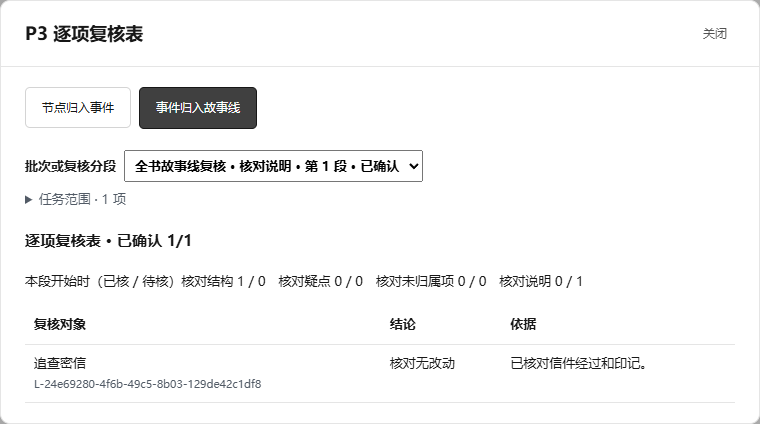 P3 逐项复核表
关闭
节点归入事件
事件归入故事线
批次或复核分段 全书故事线复核 • 核对说明 • 第 1 段 • 已确认
任务范围 · 1 项
逐项复核表 • 已确认 1/1
本段开始时（已核 / 待核）核对结构 1 / 0 核对疑点 0 / 0 核对未归属项 0 / 0 核对说明 0 / 1
复核对象 结论 依据
追查密信 核对无改动 已核对信件经过和印记。
L-24e69280-4f6b-49c5-8b03-129de42c1df8